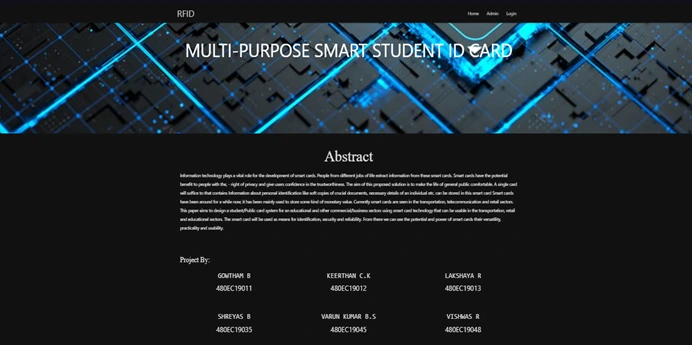 RFID
Home Admin Login
MULTI-PURPOSE SMART STUDENT ID CARD
Abstract
Information technology plays a vital role for the development of smart cards. People from different jobs of life extract information from these smart cards. Smart cards have the potential
benefit to people with the, - right of privacy and give users confidence in the trustworthiness. The aim of this proposed solution is to make the life of general public comfortable. A single card
will suffice to that contains Information about personal identification like soft copies of crucial documents, necessary details of an individual etc, can be stored in this smart card Smart cards
have been around for a while now; it has been mainly used to store some kind of monetary value. Currently smart cards are seen in the transportation, telecommunication and retail sectors.
This paper aims to design a student/Public card system for an educational and other commercial/business sectors using smart card technology that can be usable in the transportation, retail
and educational sectors. The smart card will be used as means for identification, security and reliability. From there we can use the potential and power of smart cards their versatility,
practicality and usability.
Project By:
GOWTHAM B KEERTHAN C.K LAKSHAYA R
480EC19011 480EC19012 480EC19013
SHREYAS B VARUN KUMAR B.S VISHWAS R
480EC19035 480EC19045 480EC19048